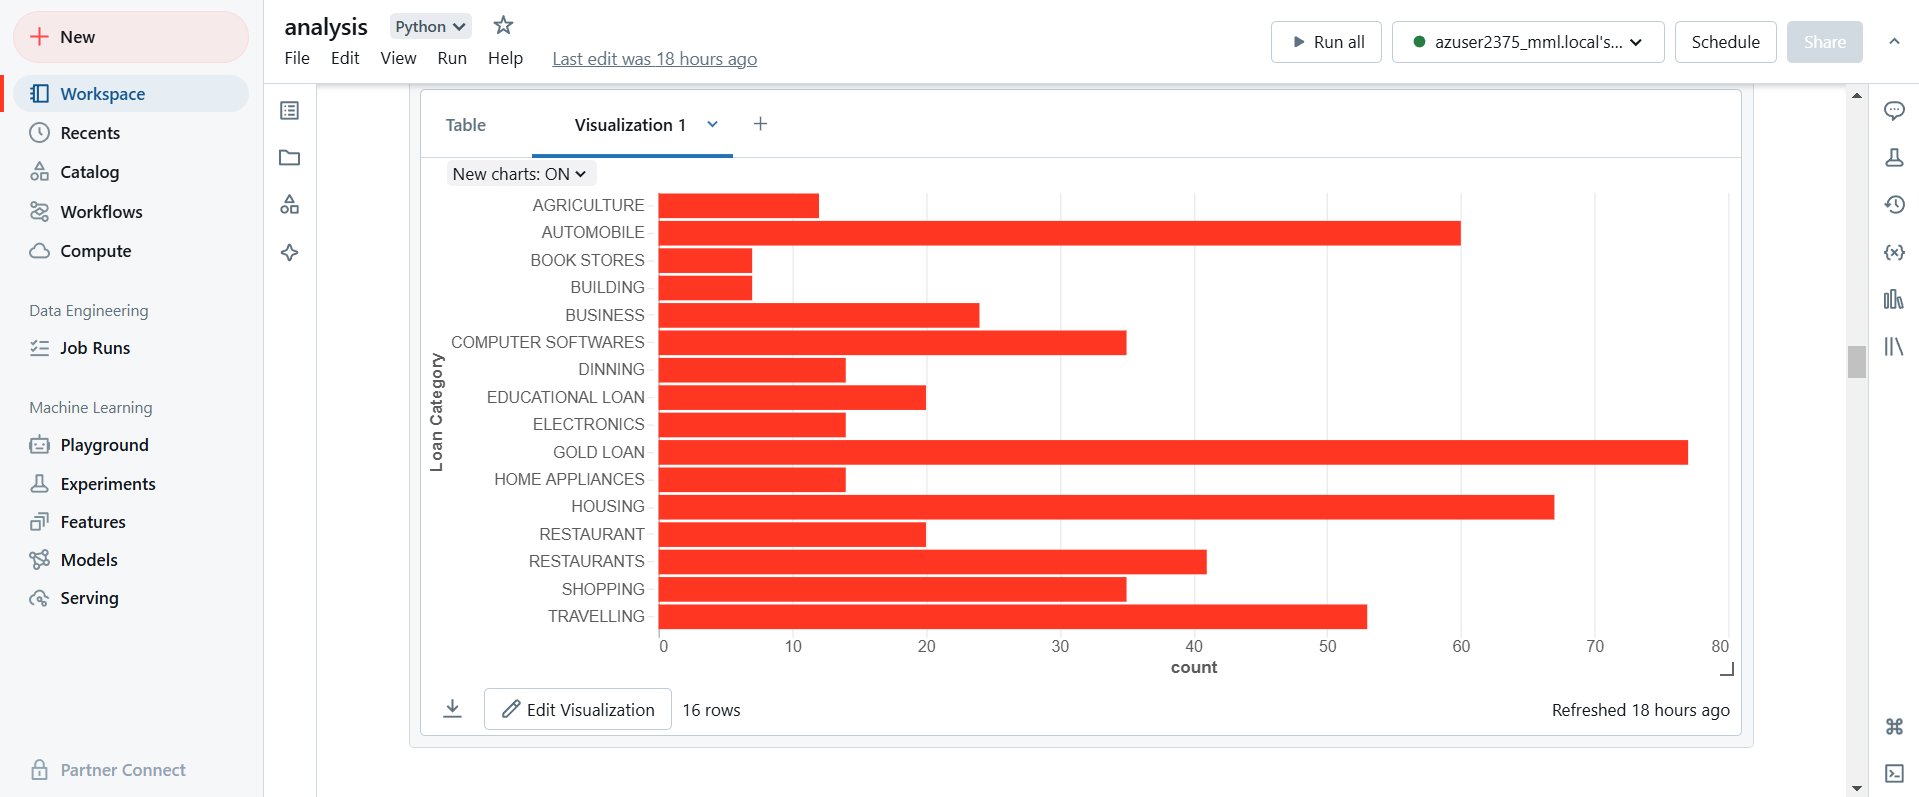 New
Workspace
Recents
Catalog
Workflows
Compute
Data Engineering
Job Runs
Machine Learning
Playground
Experiments
Features
Models
Serving
Partner Connect
analysis Python
File Edit View Run Help Last edit was 18 hours ago
Run all azuser2375_mml.local's... Schedule Share
Table Visualization 1 +
New charts: ON
Loan Category
AGRICULTURE
AUTOMOBILE
BOOK STORES
BUILDING
BUSINESS
COMPUTER SOFTWARES
DINNING
EDUCATIONAL LOAN
ELECTRONICS
GOLD LOAN
HOME APPLIANCES
HOUSING
RESTAURANT
RESTAURANTS
SHOPPING
TRAVELLING
0 10 20 30 40 50 60 70 80
count
Edit Visualization 16 rows Refreshed 18 hours ago